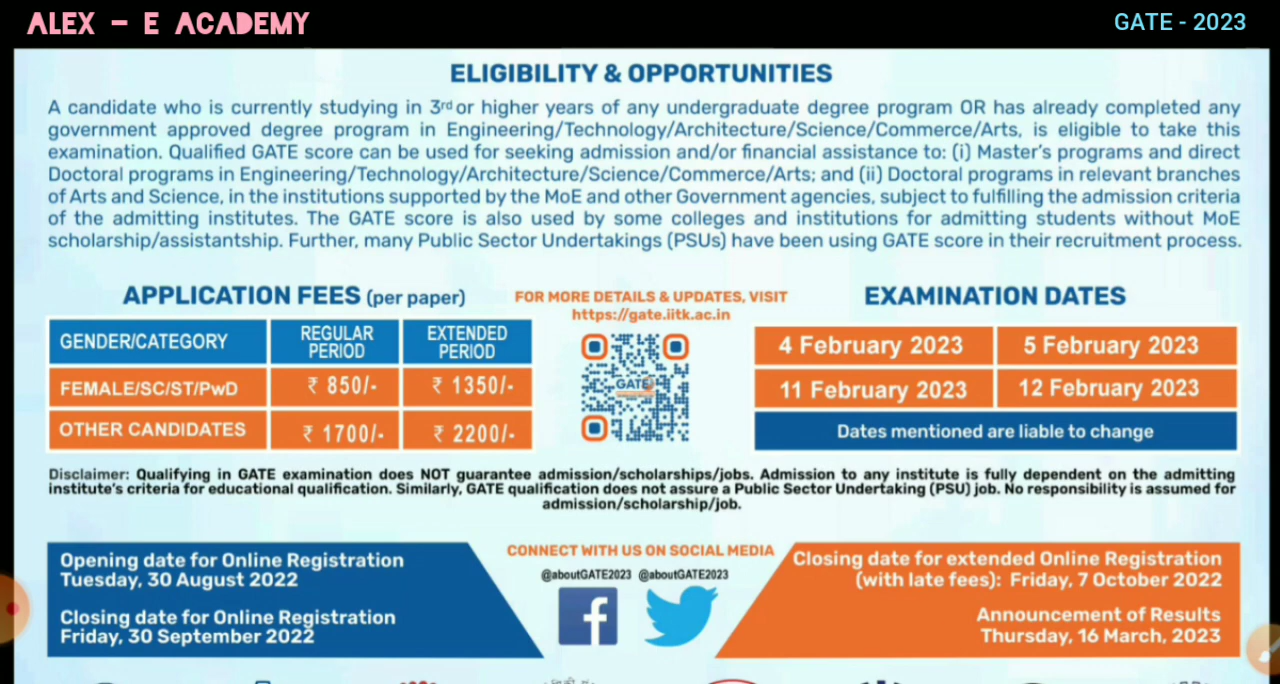 ALEX – E ACADEMY
GATE - 2023
ELIGIBILITY & OPPORTUNITIES
A candidate who is currently studying in 3rd or higher years of any undergraduate degree program OR has already completed any
government approved degree program in Engineering/Technology/Architecture/Science/Commerce/Arts, is eligible to take this
examination. Qualified GATE score can be used for seeking admission and/or financial assistance to: (i) Master's programs and direct
Doctoral programs in Engineering/Technology/Architecture/Science/Commerce/Arts; and (ii) Doctoral programs in relevant branches
of Arts and Science, in the institutions supported by the MoE and other Government agencies, subject to fulfilling the admission criteria
of the admitting institutes. The GATE score is also used by some colleges and institutions for admitting students without MoE
scholarship/assistantship. Further, many Public Sector Undertakings (PSUs) have been using GATE score in their recruitment process.
APPLICATION FEES (per paper)
GENDER/CATEGORY
REGULAR
PERIOD
EXTENDED
PERIOD
FEMALE/SC/ST/PwD
₹ 850/-
₹ 1350/-
OTHER CANDIDATES
₹ 1700/-
₹ 2200/-
FOR MORE DETAILS & UPDATES, VISIT
https://gate.iitk.ac.in
GATE
EXAMINATION DATES
4 February 2023
5 February 2023
11 February 2023
12 February 2023
Dates mentioned are liable to change
Disclaimer: Qualifying in GATE examination does NOT guarantee admission/scholarships/jobs. Admission to any institute is fully dependent on the admitting
institute's criteria for educational qualification. Similarly, GATE qualification does not assure a Public Sector Undertaking (PSU) job. No responsibility is assumed for
admission/scholarship/job.
Opening date for Online Registration
Tuesday, 30 August 2022
Closing date for Online Registration
Friday, 30 September 2022
CONNECT WITH US ON SOCIAL MEDIA
@aboutGATE2023 @aboutGATE2023
Closing date for extended Online Registration
(with late fees): Friday, 7 October 2022
Announcement of Results
Thursday, 16 March, 2023